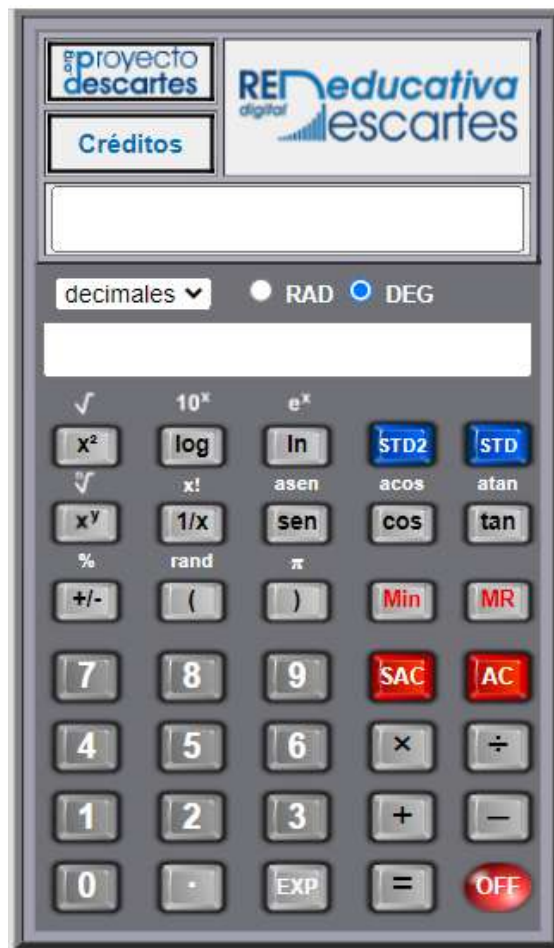 proyecto
descartes
.org
Créditos
RED educativa
digital Descartes
decimales RAD DEG
√ 10ˣ eˣ
x² log ln STD2 STD
ⁿ√ x! asen acos atan
xʸ 1/x sen cos tan
% rand π
+/- ( ) Min MR
7 8 9 SAC AC
4 5 6 × ÷
1 2 3 + −
0 · EXP = OFF